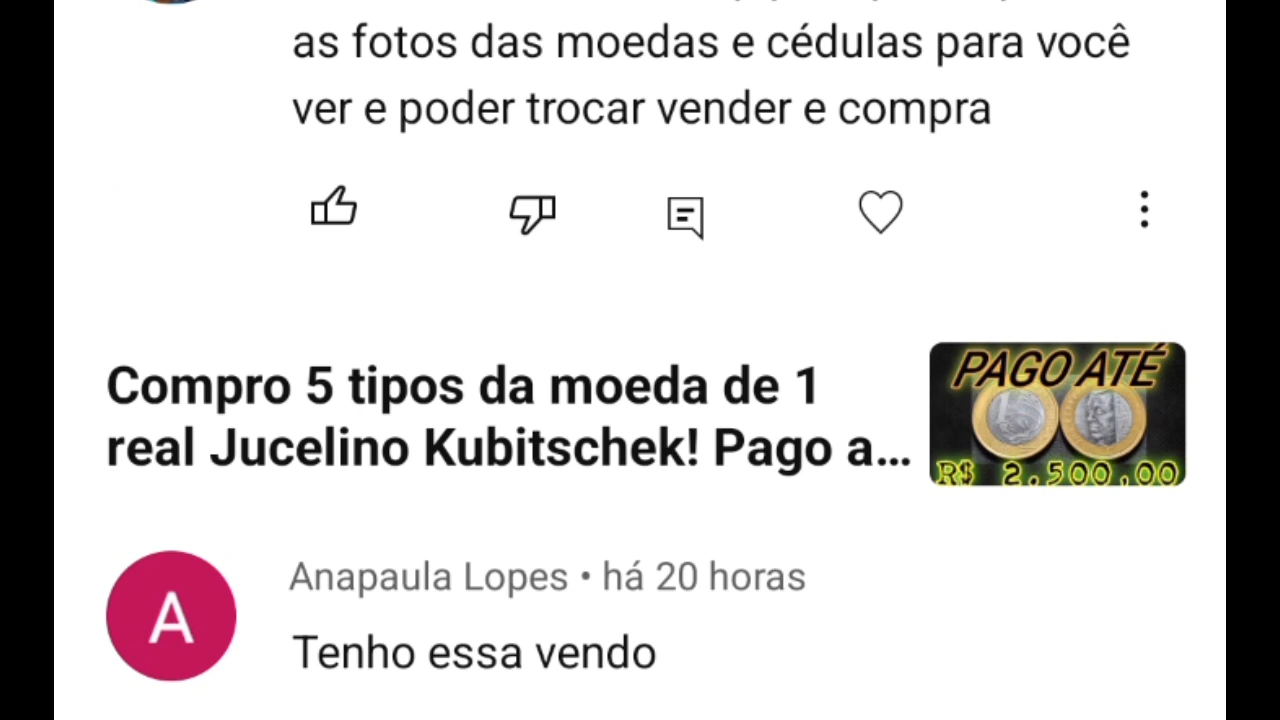 as fotos das moedas e cédulas para você
ver e poder trocar vender e compra
Compro 5 tipos da moeda de 1
real Jucelino Kubitschek! Pago a...
PAGO ATÉ
R$ 2.500,00
A
Anapaula Lopes • há 20 horas
Tenho essa vendo